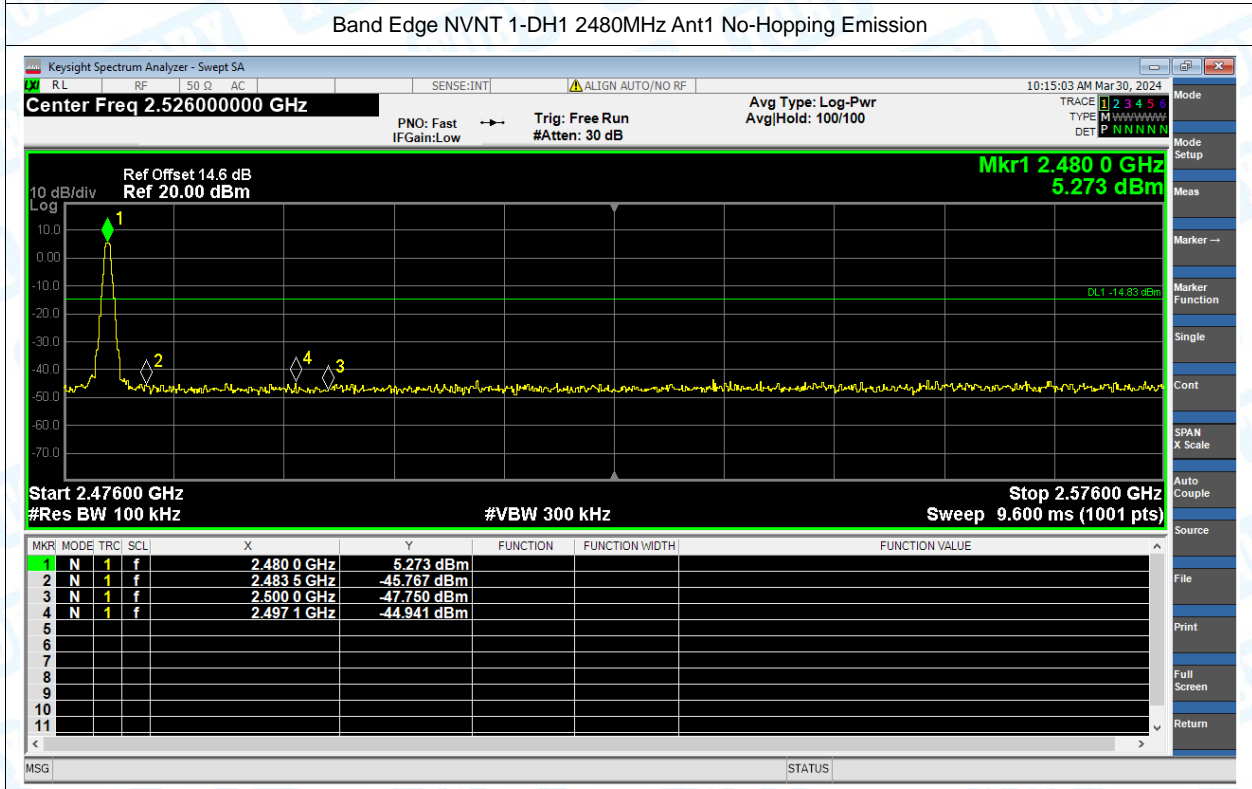 Band Edge NVNT 1-DH1 2480MHz Ant1 No-Hopping Emission
Keysight Spectrum Analyzer - Swept SA
LXI RL RF 50 Ω AC SENSE:INT ALIGN AUTO/NO RF 10:15:03 AM Mar 30, 2024
Center Freq 2.526000000 GHz
PNO: Fast
IFGain:Low
Trig: Free Run
#Atten: 30 dB
Avg Type: Log-Pwr
Avg|Hold: 100/100
TRACE 1 2 3 4 5 6
TYPE M WWWWW
DET P N N N N N
Mkr1 2.480 0 GHz
5.273 dBm
Ref Offset 14.6 dB
10 dB/div Ref 20.00 dBm
Log
10.0
0.00
-10.0
-20.0
-30.0
-40.0
-50.0
-60.0
-70.0
1
2
4
3
DL1 -14.83 dBm
Start 2.47600 GHz Stop 2.57600 GHz
#Res BW 100 kHz #VBW 300 kHz Sweep 9.600 ms (1001 pts)
MKR MODE TRC SCL X Y FUNCTION FUNCTION WIDTH FUNCTION VALUE
1 N 1 f 2.480 0 GHz 5.273 dBm
2 N 1 f 2.483 5 GHz -45.767 dBm
3 N 1 f 2.500 0 GHz -47.750 dBm
4 N 1 f 2.497 1 GHz -44.941 dBm
5
6
7
8
9
10
11
MSG STATUS
Mode
Mode
Setup
Meas
Marker→
Marker
Function
Single
Cont
SPAN
X Scale
Auto
Couple
Source
File
Print
Full
Screen
Return